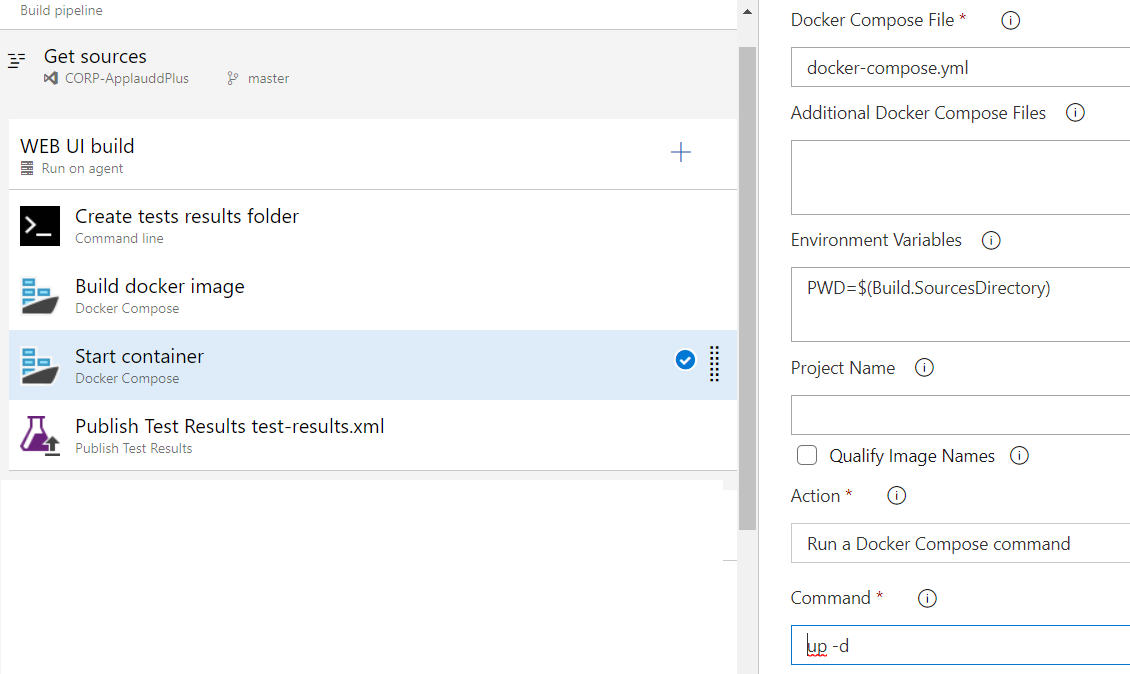 Build pipeline
Get sources
CORP-ApplauddPlus master
WEB UI build
Run on agent
Create tests results folder
Command line
Build docker image
Docker Compose
Start container
Docker Compose
Publish Test Results test-results.xml
Publish Test Results
Docker Compose File *
docker-compose.yml
Additional Docker Compose Files
Environment Variables
PWD=$(Build.SourcesDirectory)
Project Name
Qualify Image Names
Action *
Run a Docker Compose command
Command *
up -d